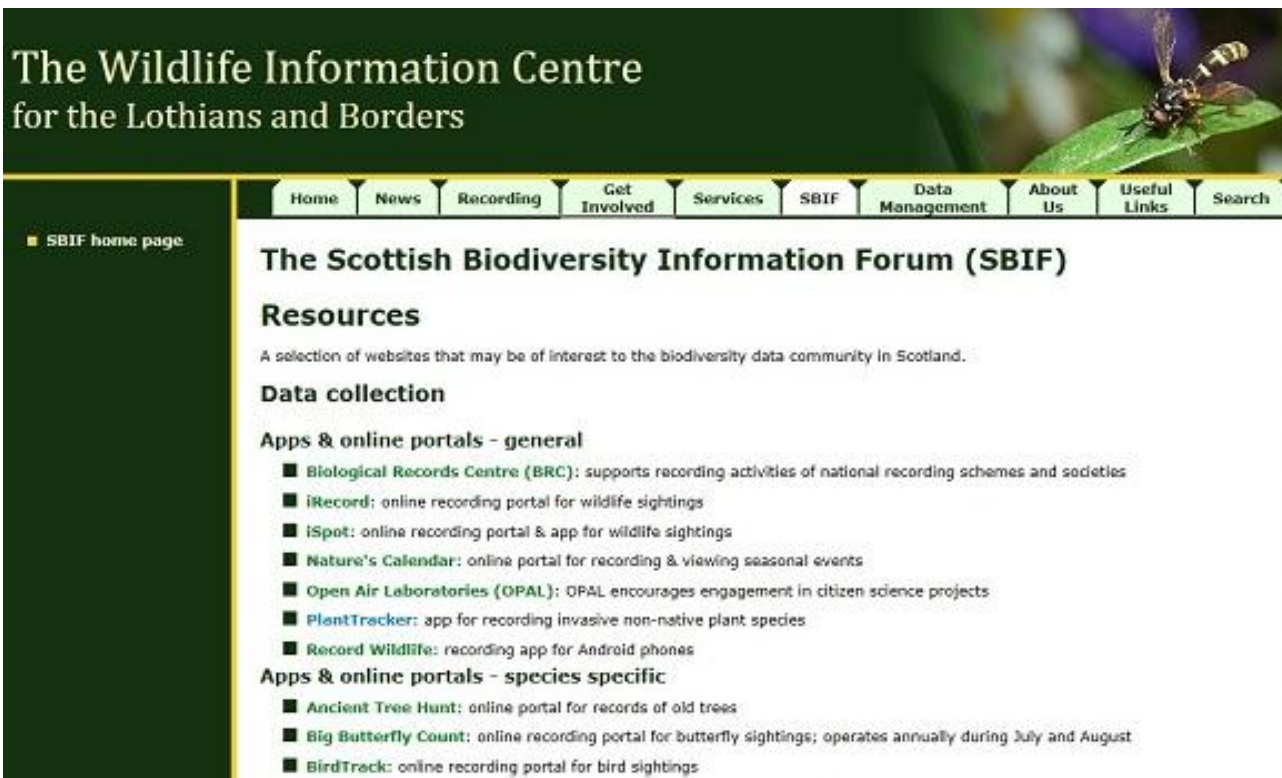 The Wildlife Information Centre
for the Lothians and Borders
Home News Recording Get Involved Services SBIF Data Management About Us Useful Links Search
SBIF home page
The Scottish Biodiversity Information Forum (SBIF)
Resources
A selection of websites that may be of interest to the biodiversity data community in Scotland.
Data collection
Apps & online portals - general
Biological Records Centre (BRC): supports recording activities of national recording schemes and societies
iRecord: online recording portal for wildlife sightings
iSpot: online recording portal & app for wildlife sightings
Nature's Calendar: online portal for recording & viewing seasonal events
Open Air Laboratories (OPAL): OPAL encourages engagement in citizen science projects
PlantTracker: app for recording invasive non-native plant species
Record Wildlife: recording app for Android phones
Apps & online portals - species specific
Ancient Tree Hunt: online portal for records of old trees
Big Butterfly Count: online recording portal for butterfly sightings; operates annually during July and August
BirdTrack: online recording portal for bird sightings